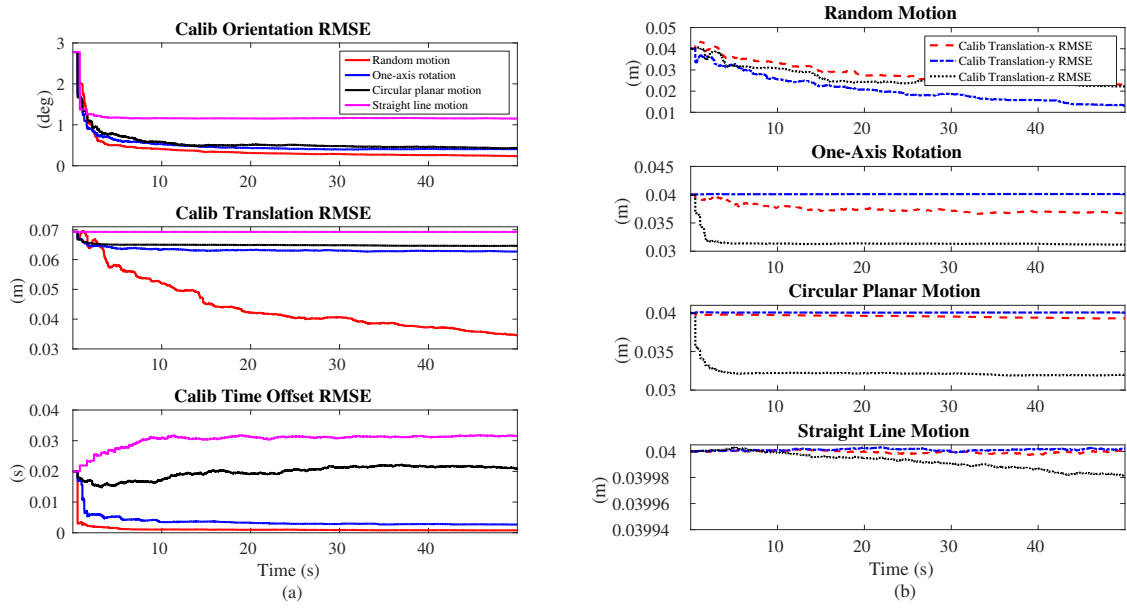 Calib Orientation RMSE
3
2
1
0
(deg)
Random motion
One-axis rotation
Circular planar motion
Straight line motion
10 20 30 40
Calib Translation RMSE
0.07
0.06
0.05
0.04
0.03
(m)
10 20 30 40
Calib Time Offset RMSE
0.04
0.03
0.02
0.01
0
(s)
10 20 30 40
Time (s)
(a)
Random Motion
0.05
0.04
0.03
0.02
0.01
(m)
Calib Translation-x RMSE
Calib Translation-y RMSE
Calib Translation-z RMSE
10 20 30 40
One-Axis Rotation
0.04
0.035
0.03
(m)
10 20 30 40
Circular Planar Motion
0.04
0.035
0.03
(m)
10 20 30 40
Straight Line Motion
0.04
0.03998
0.03996
0.03994
(m)
10 20 30 40
Time (s)
(b)